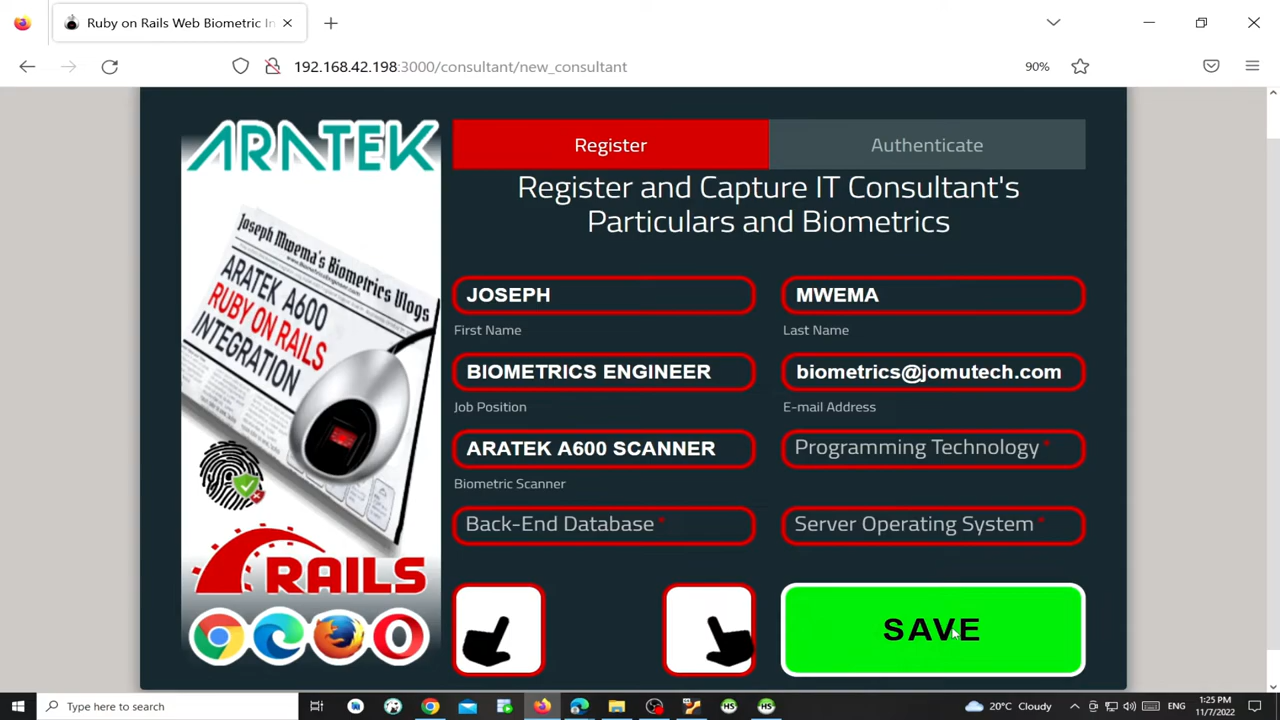 Ruby on Rails Web Biometric In
192.168.42.198:3000/consultant/new_consultant
90%
ARATEK
Joseph Mwema's Biometrics Vlogs
ARATEK A600
RUBY ON RAILS
INTEGRATION
RAILS
Register
Authenticate
Register and Capture IT Consultant's
Particulars and Biometrics
JOSEPH
MWEMA
First Name
Last Name
BIOMETRICS ENGINEER
biometrics@jomutech.com
Job Position
E-mail Address
ARATEK A600 SCANNER
Programming Technology *
Biometric Scanner
Back-End Database *
Server Operating System *
SAVE
Type here to search
20°C Cloudy
1:25 PM
11/7/2022